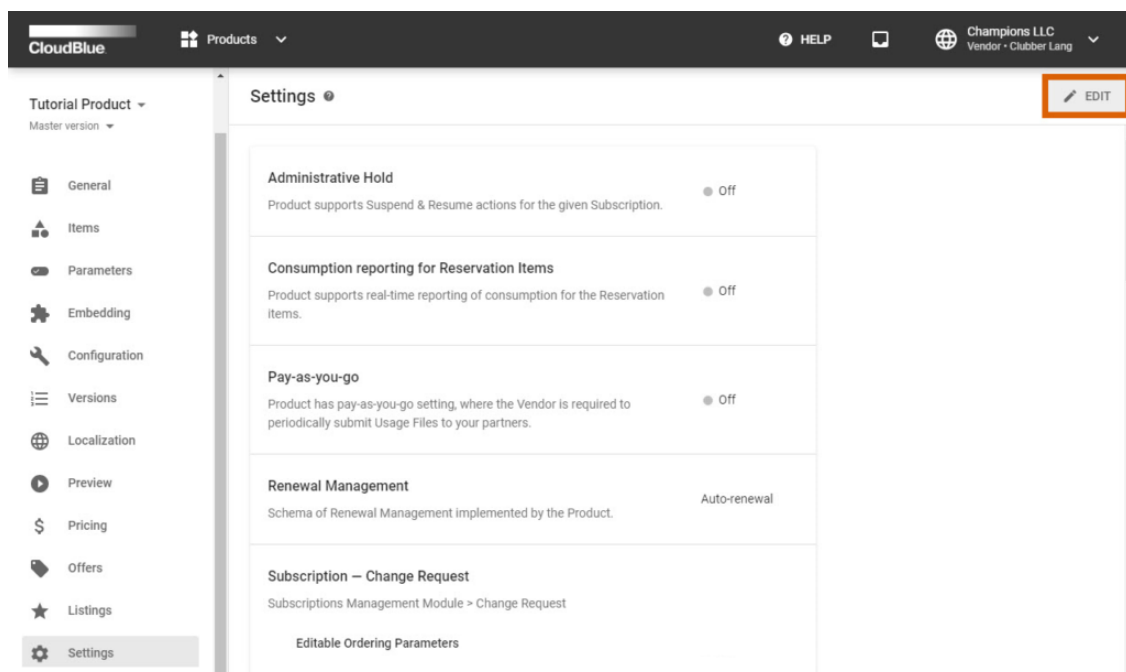 CloudBlue
Products
HELP
Champions LLC
Vendor • Clubber Lang
Tutorial Product
Master version
General
Items
Parameters
Embedding
Configuration
Versions
Localization
Preview
Pricing
Offers
Listings
Settings
Settings
EDIT
Administrative Hold
Product supports Suspend & Resume actions for the given Subscription.
Off
Consumption reporting for Reservation Items
Product supports real-time reporting of consumption for the Reservation
items.
Off
Pay-as-you-go
Product has pay-as-you-go setting, where the Vendor is required to
periodically submit Usage Files to your partners.
Off
Renewal Management
Schema of Renewal Management implemented by the Product.
Auto-renewal
Subscription — Change Request
Subscriptions Management Module > Change Request
Editable Ordering Parameters